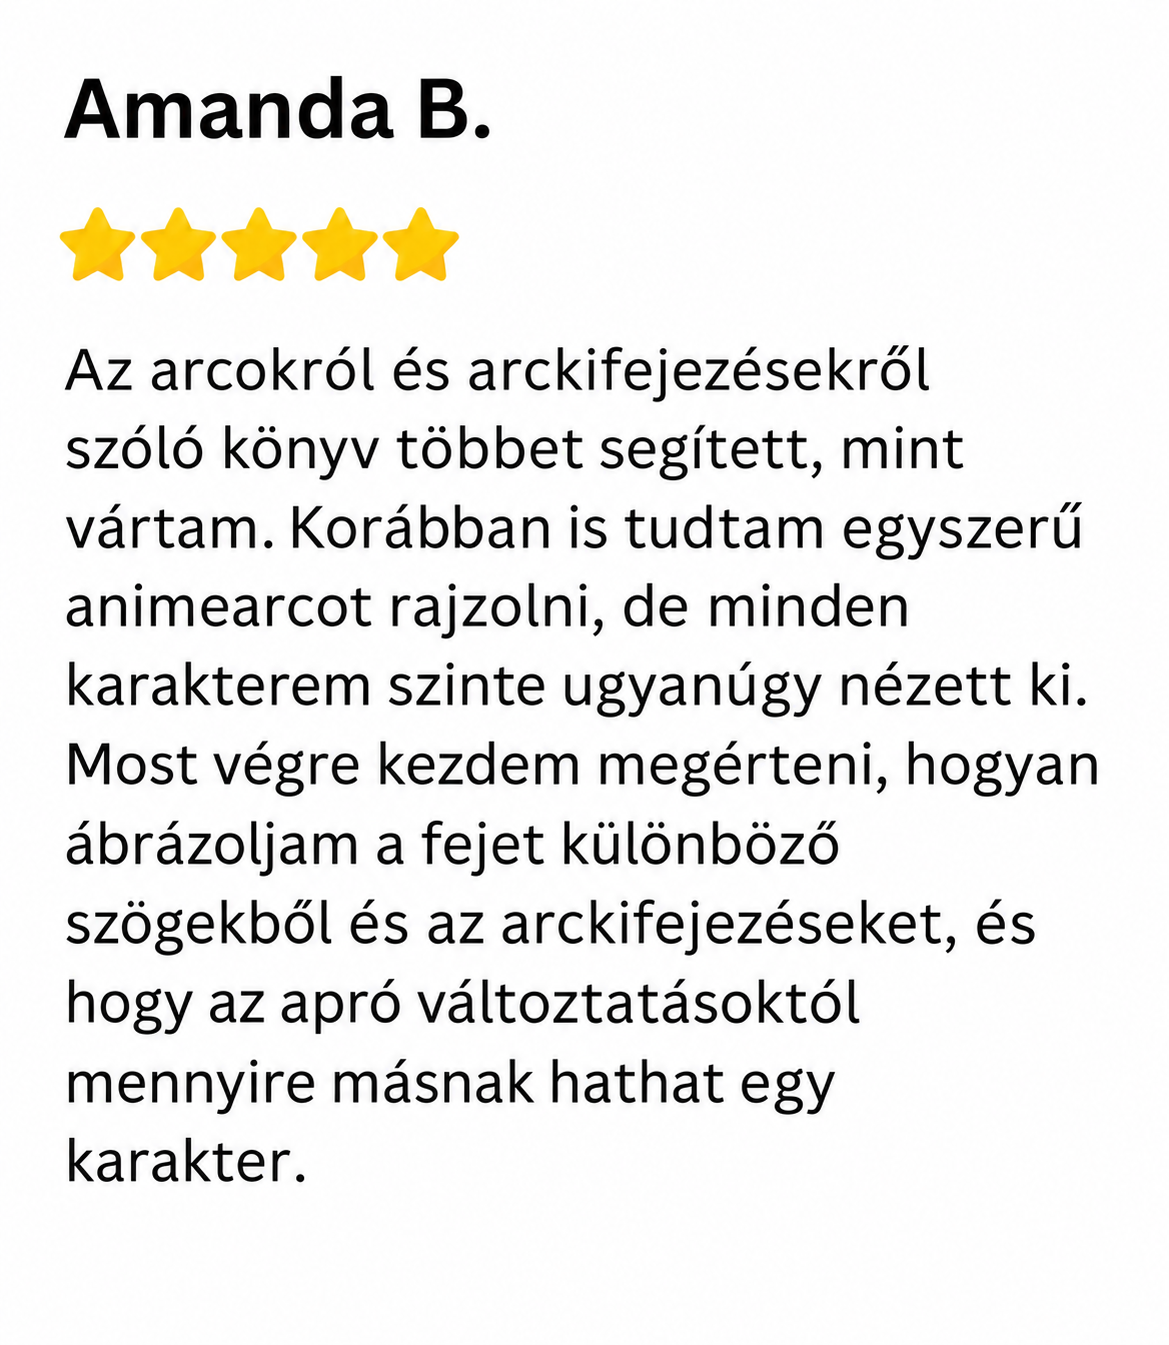 Amanda B.
Az arcokról és arckifejezésekről
szóló könyv többet segített, mint
vártam. Korábban is tudtam egyszerű
animearcot rajzolni, de minden
karakterem szinte ugyanúgy nézett ki.
Most végre kezdem megérteni, hogyan
ábrázoljam a fejet különböző
szögekből és az arckifejezéseket, és
hogy az apró változtatásoktól
mennyire másnak hathat egy
karakter.